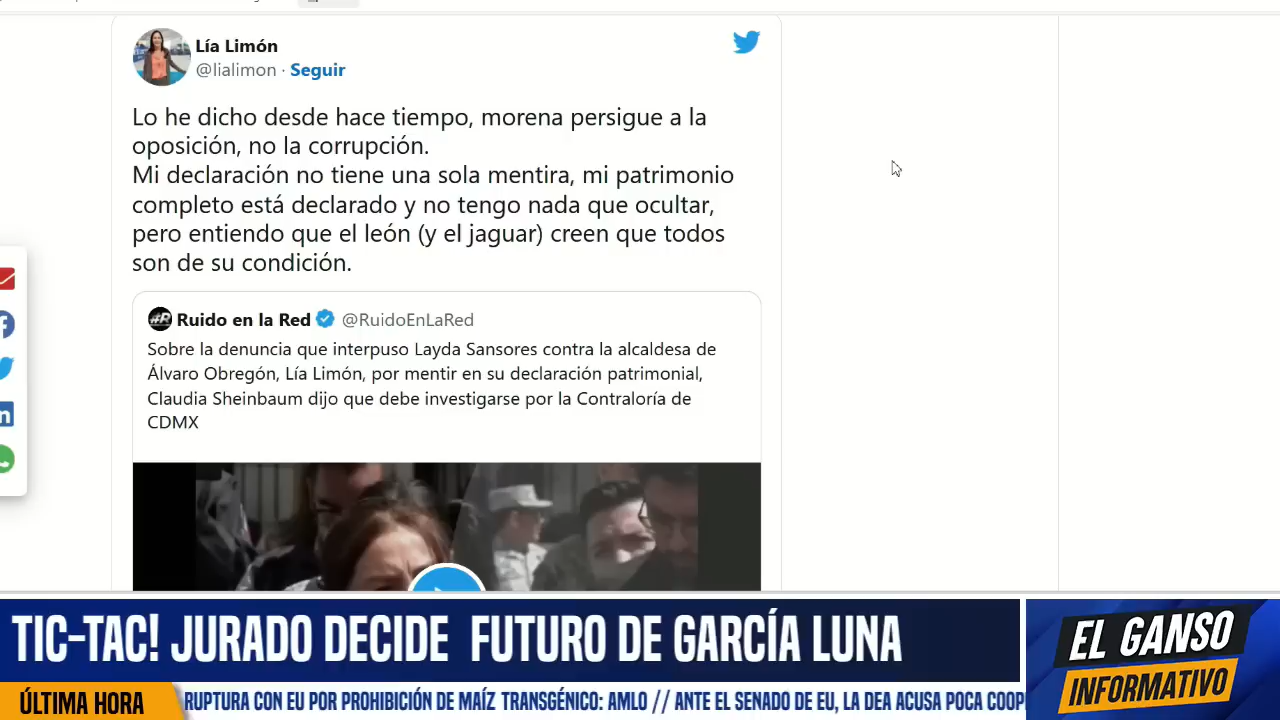 Lía Limón
@lialimon · Seguir
Lo he dicho desde hace tiempo, morena persigue a la
oposición, no la corrupción.
Mi declaración no tiene una sola mentira, mi patrimonio
completo está declarado y no tengo nada que ocultar,
pero entiendo que el león (y el jaguar) creen que todos
son de su condición.
#R Ruido en la Red @RuidoEnLaRed
Sobre la denuncia que interpuso Layda Sansores contra la alcaldesa de
Álvaro Obregón, Lía Limón, por mentir en su declaración patrimonial,
Claudia Sheinbaum dijo que debe investigarse por la Contraloría de
CDMX
TIC-TAC! JURADO DECIDE FUTURO DE GARCÍA LUNA
EL GANSO
INFORMATIVO
ÚLTIMA HORA
RUPTURA CON EU POR PROHIBICIÓN DE MAÍZ TRANSGÉNICO: AMLO // ANTE EL SENADO DE EU, LA DEA ACUSA POCA COOP